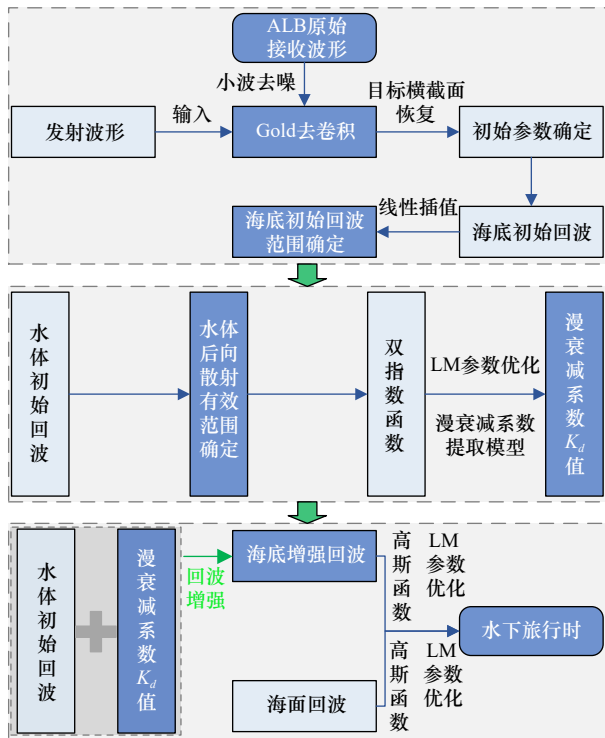 ALB原始
接收波形
小波去噪
目标横截面
恢复
发射波形
输入
Gold去卷积
初始参数确定
线性插值
海底初始回波
范围确定
海底初始回波
水体初始回波
水体
后向
散射
有效
范围
确定
双指数函数
LM参数优化
漫衰减系数
提取模型
漫衰减系数K_d值
水体初始回波
漫衰减系数K_d值
回波
增强
海底增强回波
高斯函数
LM
参数
优化
水下旅行时
高斯函数
LM
参数
优化
海面回波